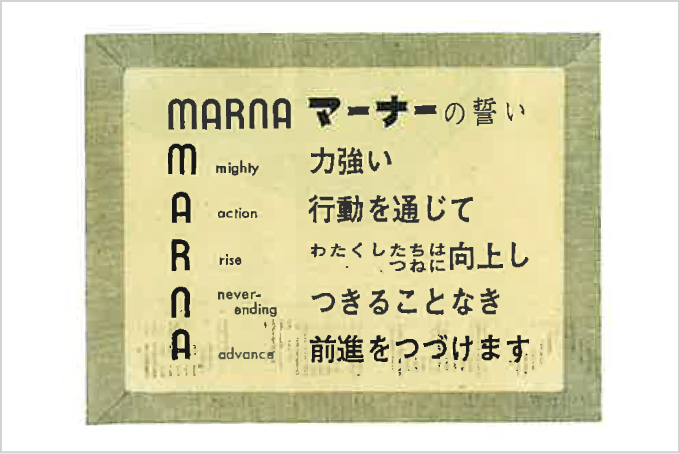 MARNA マーナーの誓い
M mighty 力強い
A action 行動を通じて
R rise わたくしたちは つねに 向上し
n never-ending つきることなき
A advance 前進をつづけます